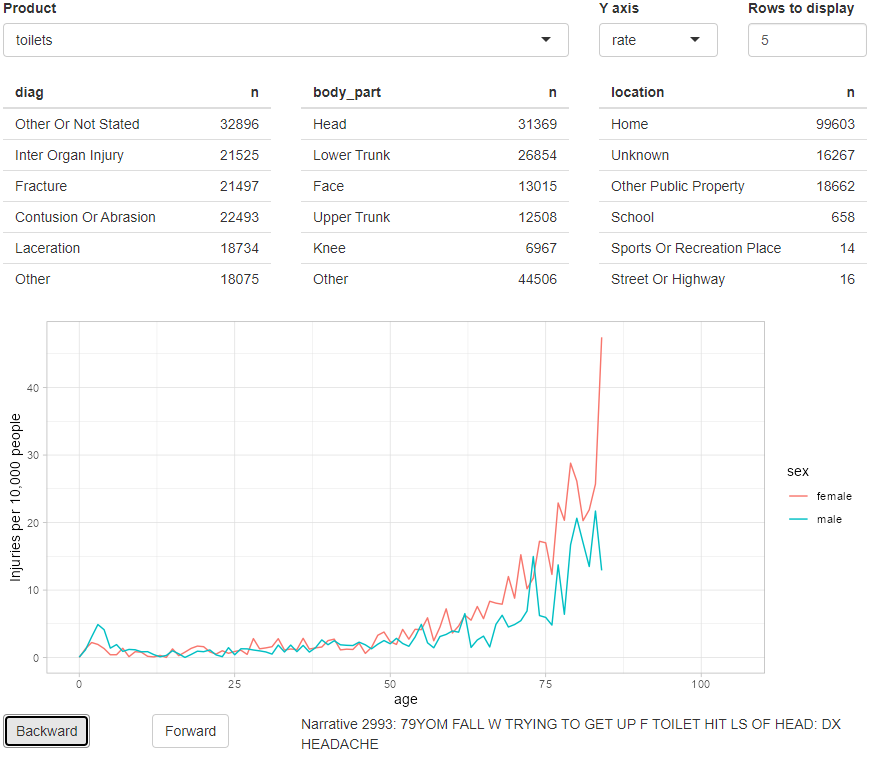 Product Y axis Rows to display
toilets rate 5
diag n body_part n location n
Other Or Not Stated 32896 Head 31369 Home 99603
Inter Organ Injury 21525 Lower Trunk 26854 Unknown 16267
Fracture 21497 Face 13015 Other Public Property 18662
Contusion Or Abrasion 22493 Upper Trunk 12508 School 658
Laceration 18734 Knee 6967 Sports Or Recreation Place 14
Other 18075 Other 44506 Street Or Highway 16
Injuries per 10,000 people
40
30
20
10
0
0 25 50 75 100
age
sex
female
male
Backward Forward Narrative 2993: 79YOM FALL W TRYING TO GET UP F TOILET HIT LS OF HEAD: DX
HEADACHE